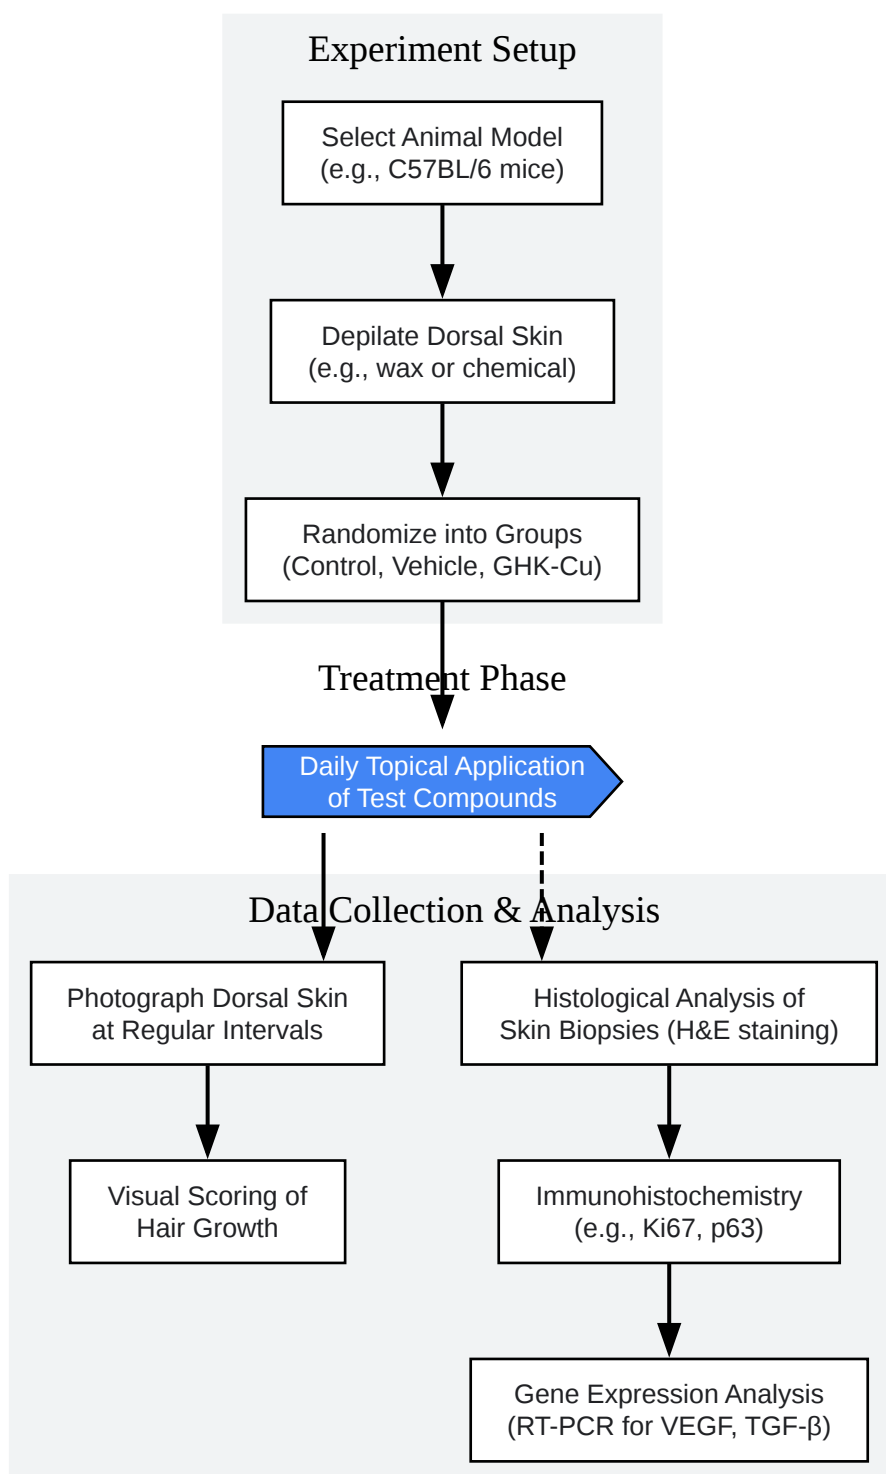 Experiment Setup
Select Animal Model
(e.g., C57BL/6 mice)
Depilate Dorsal Skin
(e.g., wax or chemical)
Randomize into Groups
(Control, Vehicle, GHK-Cu)
Treatment Phase
Daily Topical Application
of Test Compounds
Data Collection & Analysis
Photograph Dorsal Skin
at Regular Intervals
Visual Scoring of
Hair Growth
Histological Analysis of
Skin Biopsies (H&E staining)
Immunohistochemistry
(e.g., Ki67, p63)
Gene Expression Analysis
(RT-PCR for VEGF, TGF-β)